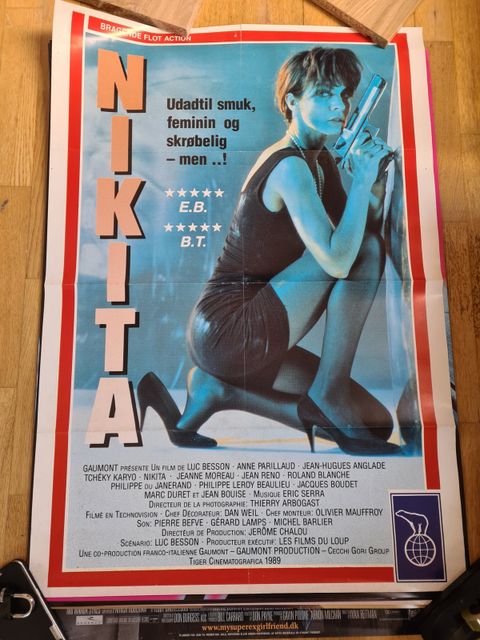 BRAGENDE FLOT ACTION
NIKITA
Udadtil smuk,
feminin og
skrøbelig
– men ..!
★★★★★
E.B.
★★★★★
B.T.
GAUMONT PRÉSENTE UN FILM DE LUC BESSON · ANNE PARILLAUD · JEAN-HUGUES ANGLADE
TCHÉKY KARYO · NIKITA · JEANNE MOREAU · JEAN RENO · ROLAND BLANCHE
PHILIPPE DU JANERAND · PHILIPPE LEROY BEAULIEU · JACQUES BOUDET
MARC DURET ET JEAN BOUISE · MUSIQUE ERIC SERRA
DIRECTEUR DE LA PHOTOGRAPHIE: THIERRY ARBOGAST
FILMÉ EN TECHNOVISION · CHEF DÉCORATEUR: DAN WEIL · CHEF MONTEUR: OLIVIER MAUFFROY
SON: PIERRE BEFVE · GÉRARD LAMPS · MICHEL BARLIER
DIRECTEUR DE PRODUCTION: JERÔME CHALOU
SCÉNARIO: LUC BESSON · PRODUCTEUR EXÉCUTIF: LES FILMS DU LOUP
UNE CO-PRODUCTION FRANCO-ITALIENNE GAUMONT – GAUMONT PRODUCTION – CECCHI GORI GROUP
TIGER CINEMATOGRAFICA 1989
www.mysuperexgirlfriend.dk